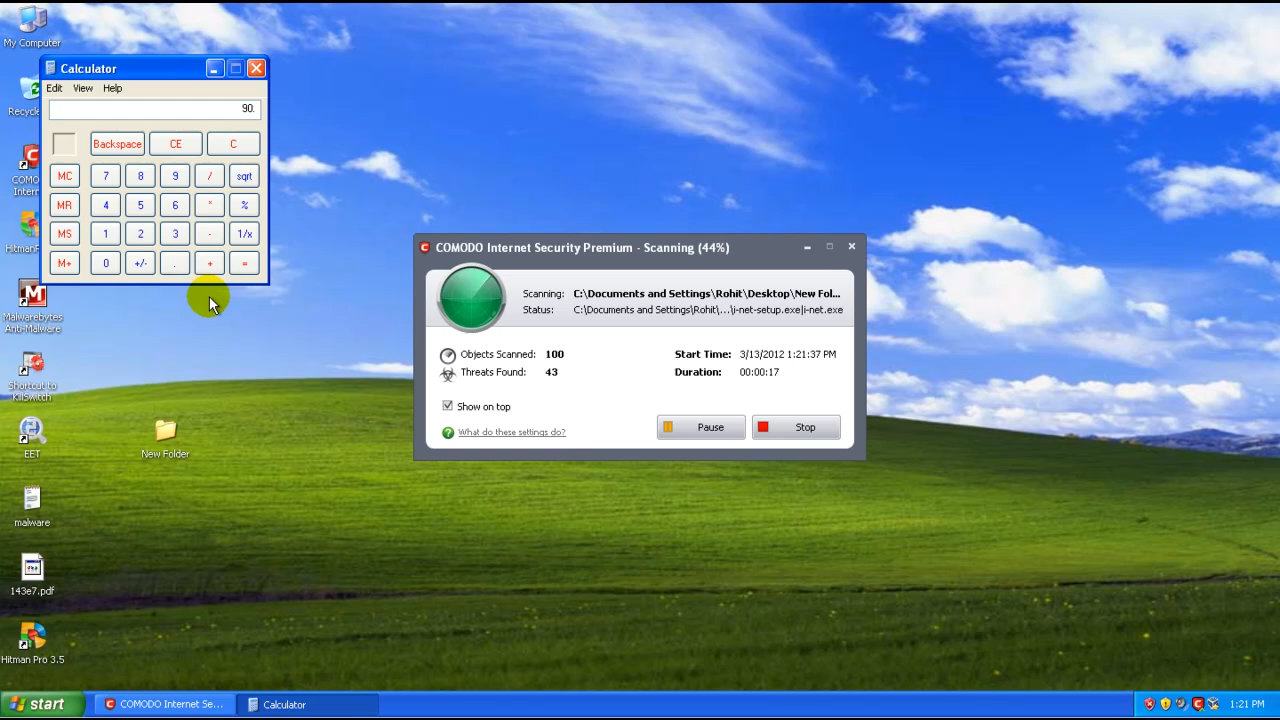 My Computer
Calculator
Edit View Help
90.
Backspace CE C
MC 7 8 9 / sqrt
MR 4 5 6 * %
MS 1 2 3 - 1/x
M+ 0 +/- . + =
Recycle
COMO
Intern
HitmanP
Malwarebytes
Anti-Malware
Shortcut to
KillSwitch
EET
New Folder
malware
143e7.pdf
Hitman Pro 3.5
COMODO Internet Security Premium - Scanning (44%)
Scanning: C:\Documents and Settings\Rohit\Desktop\New Fol...
Status: C:\Documents and Settings\Rohit\...\i-net-setup.exe|i-net.exe
Objects Scanned: 100
Threats Found: 43
Start Time: 3/13/2012 1:21:37 PM
Duration: 00:00:17
Show on top
What do these settings do?
Pause
Stop
start
COMODO Internet Se...
Calculator
1:21 PM